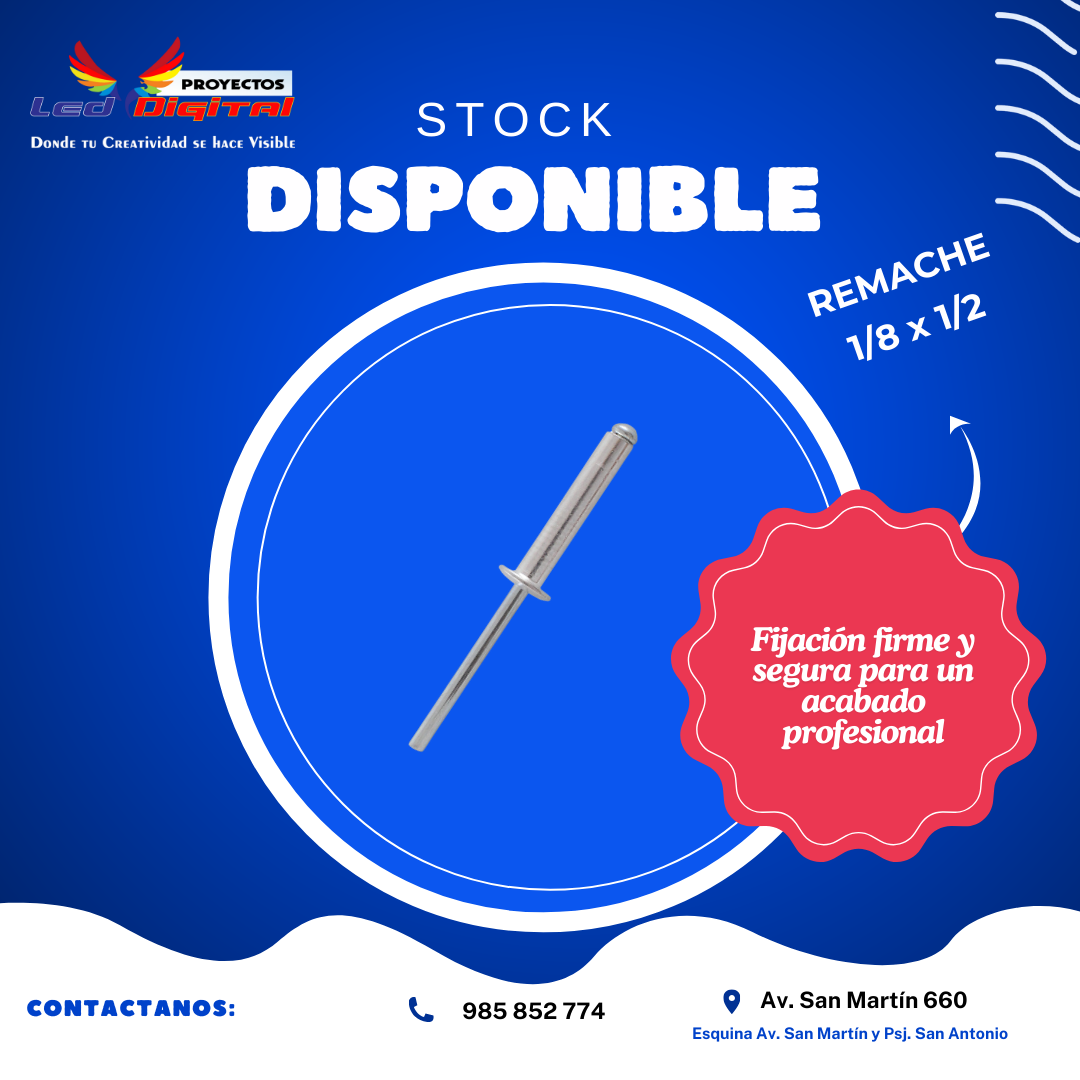 PROYECTOS
Led Digital
Donde tu Creatividad se hace Visible
STOCK
DISPONIBLE
REMACHE
1/8 x 1/2
Fijación firme y
segura para un
acabado
profesional
CONTACTANOS:
985 852 774
Av. San Martín 660
Esquina Av. San Martín y Psj. San Antonio